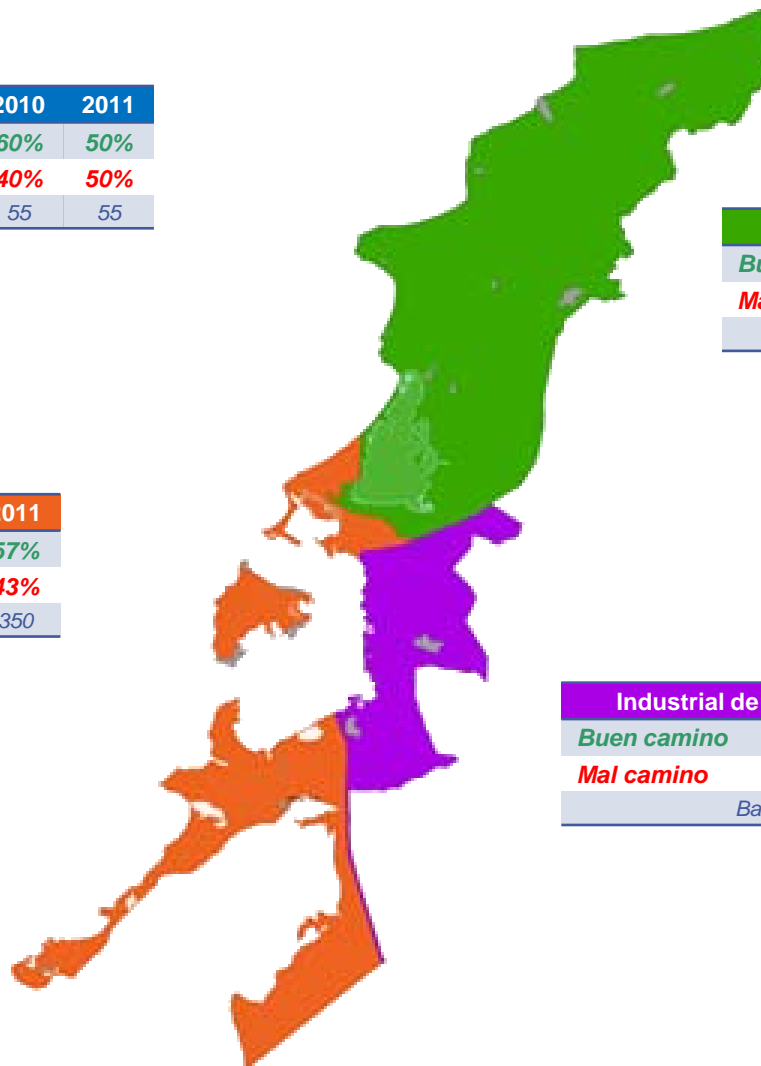 2010 2011
60% 50%
40% 50%
55 55
Bu
Ma
2011
57%
43%
350
Industrial de
Buen camino
Mal camino
Ba